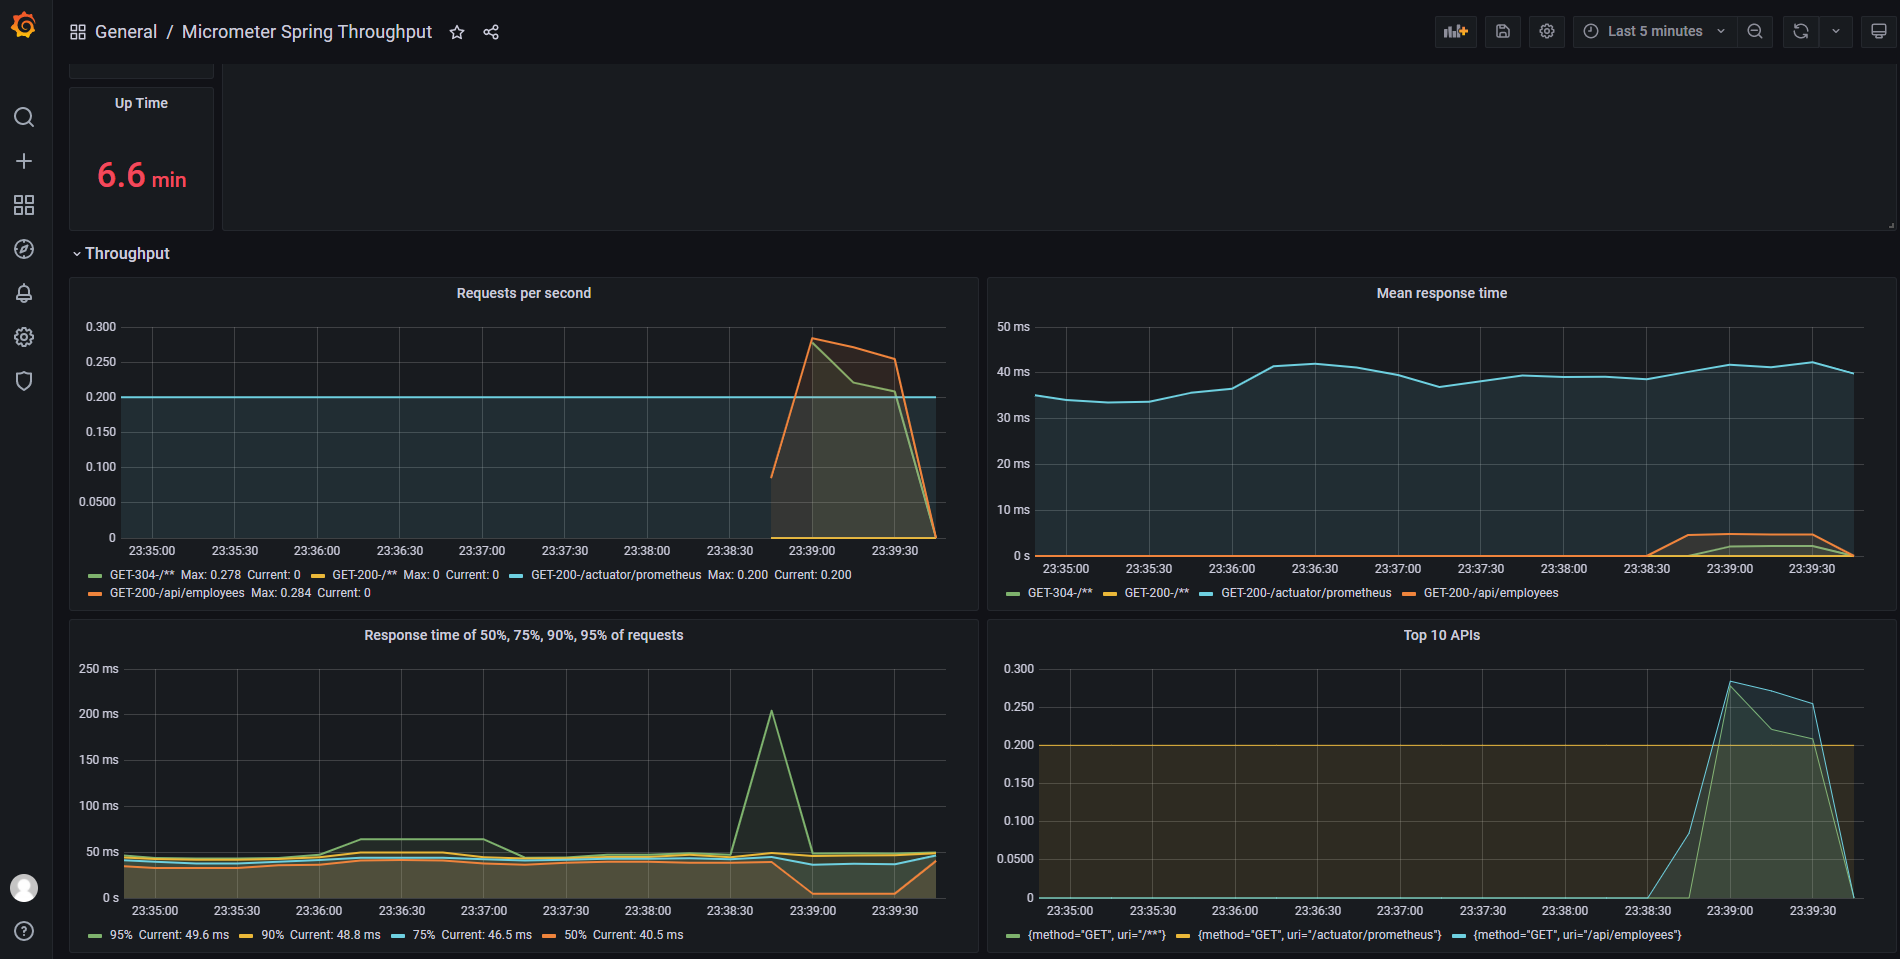 General / Micrometer Spring Throughput
Last 5 minutes
Up Time
6.6 min
Throughput
Requests per second
0.300
0.250
0.200
0.150
0.100
0.0500
0
23:35:00 23:35:30 23:36:00 23:36:30 23:37:00 23:37:30 23:38:00 23:38:30 23:39:00 23:39:30
GET-304-/** Max: 0.278 Current: 0 GET-200-/** Max: 0 Current: 0 GET-200-/actuator/prometheus Max: 0.200 Current: 0.200
GET-200-/api/employees Max: 0.284 Current: 0
Mean response time
50 ms
40 ms
30 ms
20 ms
10 ms
0 s
23:35:00 23:35:30 23:36:00 23:36:30 23:37:00 23:37:30 23:38:00 23:38:30 23:39:00 23:39:30
GET-304-/** GET-200-/** GET-200-/actuator/prometheus GET-200-/api/employees
Response time of 50%, 75%, 90%, 95% of requests
250 ms
200 ms
150 ms
100 ms
50 ms
0 s
23:35:00 23:35:30 23:36:00 23:36:30 23:37:00 23:37:30 23:38:00 23:38:30 23:39:00 23:39:30
95% Current: 49.6 ms 90% Current: 48.8 ms 75% Current: 46.5 ms 50% Current: 40.5 ms
Top 10 APIs
0.300
0.250
0.200
0.150
0.100
0.0500
0
23:35:00 23:35:30 23:36:00 23:36:30 23:37:00 23:37:30 23:38:00 23:38:30 23:39:00 23:39:30
{method="GET", uri="/**"} {method="GET", uri="/actuator/prometheus"} {method="GET", uri="/api/employees"}